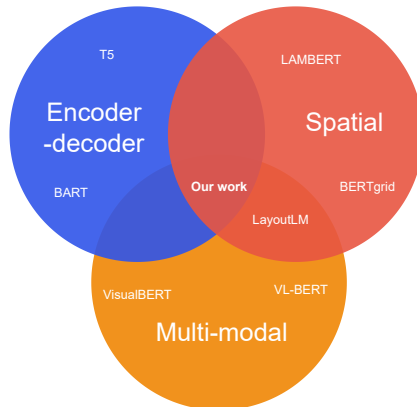 T5
LAMBERT
Encoder
-decoder
Spatial
BART
Our work
BERTgrid
LayoutLM
VisualBERT
VL-BERT
Multi-modal